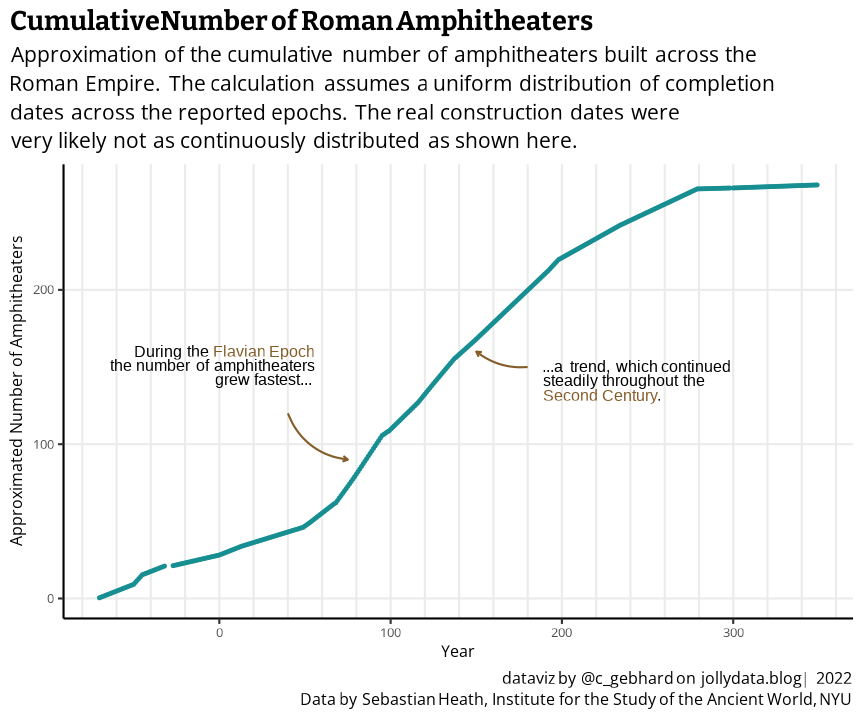 Cumulative Number of Roman Amphitheaters
Approximation of the cumulative number of amphitheaters built across the
Roman Empire. The calculation assumes a uniform distribution of completion
dates across the reported epochs. The real construction dates were
very likely not as continuously distributed as shown here.
Approximated Number of Amphitheaters
200
100
0
During the Flavian Epoch
the number of amphitheaters
grew fastest...
...a trend, which continued
steadily throughout the
Second Century.
0 100 200 300
Year
dataviz by @c_gebhard on jollydata.blog| 2022
Data by Sebastian Heath, Institute for the Study of the Ancient World, NYU